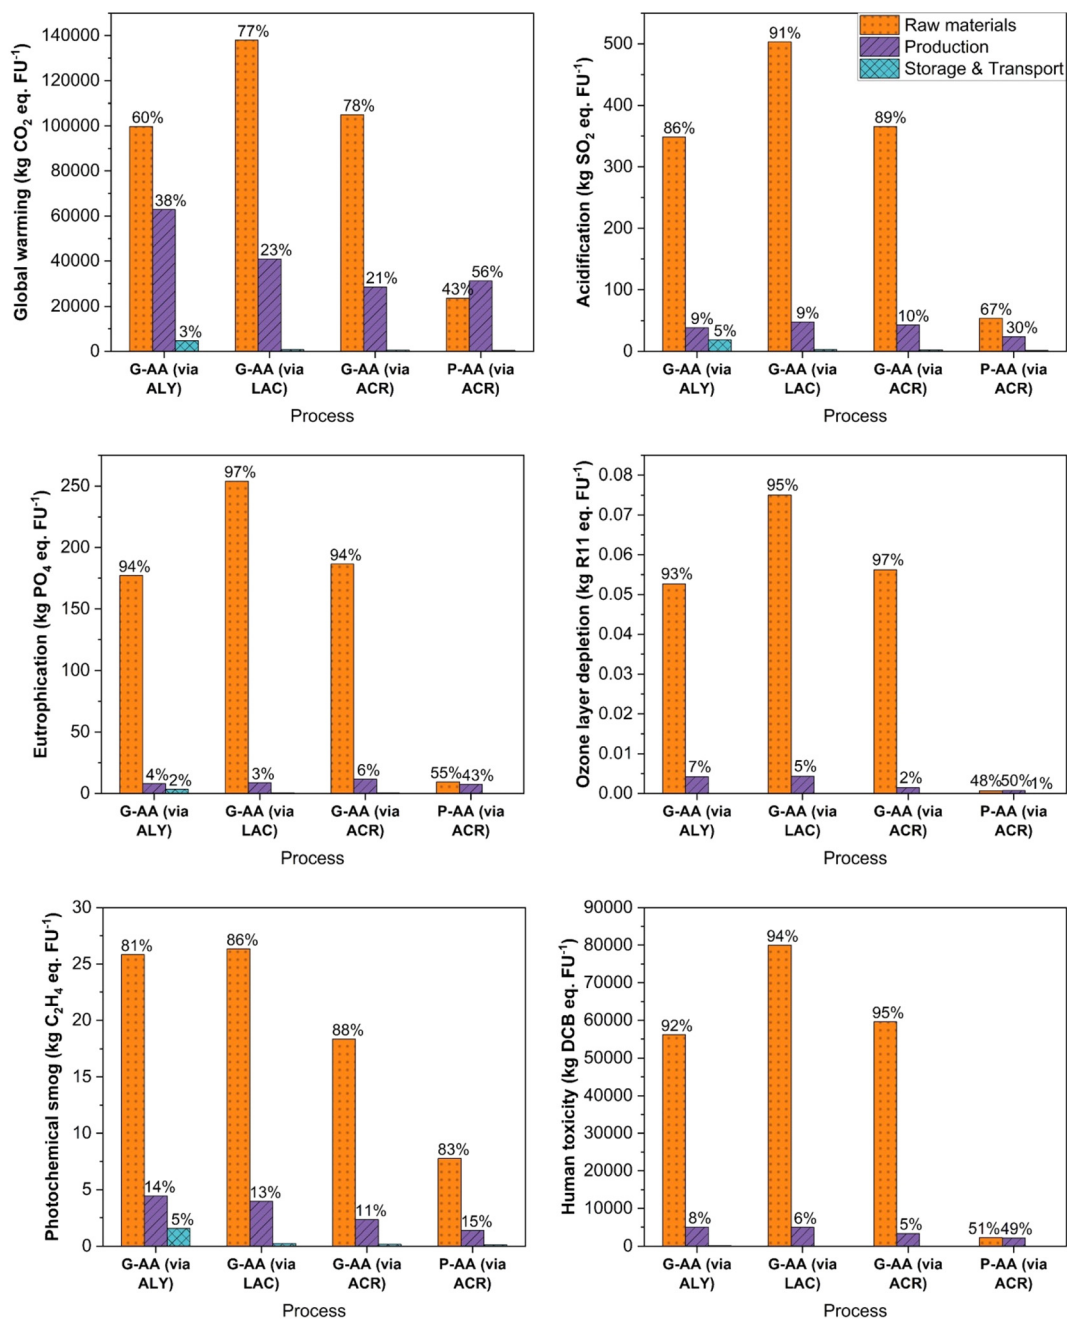 140000
120000
100000
80000
60000
40000
20000
0
Global warming (kg CO₂ eq. FU⁻¹)
60%
38%
3%
77%
23%
78%
21%
43%
56%
G-AA (via ALY)
G-AA (via LAC)
G-AA (via ACR)
P-AA (via ACR)
Process
Raw materials
Production
Storage & Transport
500
400
300
200
100
0
Acidification (kg SO₂ eq. FU⁻¹)
86%
9%
5%
91%
9%
89%
10%
67%
30%
G-AA (via ALY)
G-AA (via LAC)
G-AA (via ACR)
P-AA (via ACR)
Process
250
200
150
100
50
0
Eutrophication (kg PO₄ eq. FU⁻¹)
94%
4%
2%
97%
3%
94%
6%
55%
43%
G-AA (via ALY)
G-AA (via LAC)
G-AA (via ACR)
P-AA (via ACR)
Process
0.08
0.07
0.06
0.05
0.04
0.03
0.02
0.01
0.00
Ozone layer depletion (kg R11 eq. FU⁻¹)
93%
7%
95%
5%
97%
2%
48%
50%
1%
G-AA (via ALY)
G-AA (via LAC)
G-AA (via ACR)
P-AA (via ACR)
Process
30
25
20
15
10
5
0
Photochemical smog (kg C₂H₄ eq. FU⁻¹)
81%
14%
5%
86%
13%
88%
11%
83%
15%
G-AA (via ALY)
G-AA (via LAC)
G-AA (via ACR)
P-AA (via ACR)
Process
90000
80000
70000
60000
50000
40000
30000
20000
10000
0
Human toxicity (kg DCB eq. FU⁻¹)
92%
8%
94%
6%
95%
5%
51%
49%
G-AA (via ALY)
G-AA (via LAC)
G-AA (via ACR)
P-AA (via ACR)
Process